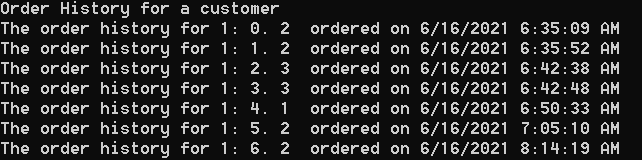 Order History for a customer
The order history for 1: 0. 2  ordered on 6/16/2021 6:35:09 AM
The order history for 1: 1. 2  ordered on 6/16/2021 6:35:52 AM
The order history for 1: 2. 3  ordered on 6/16/2021 6:42:38 AM
The order history for 1: 3. 3  ordered on 6/16/2021 6:42:48 AM
The order history for 1: 4. 1  ordered on 6/16/2021 6:50:33 AM
The order history for 1: 5. 2  ordered on 6/16/2021 7:05:10 AM
The order history for 1: 6. 2  ordered on 6/16/2021 8:14:19 AM